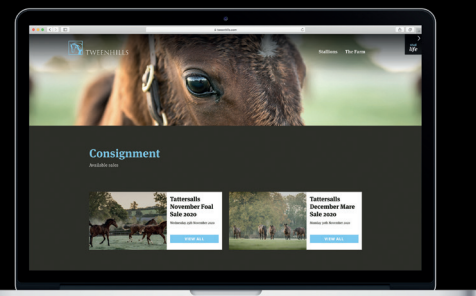 TWEENHILLS
Stallions The Farm
life
Consignment
Available sales
Tattersalls
November Foal
Sale 2020
VIEW ALL
Tattersalls
December Mare
Sale 2020
VIEW ALL